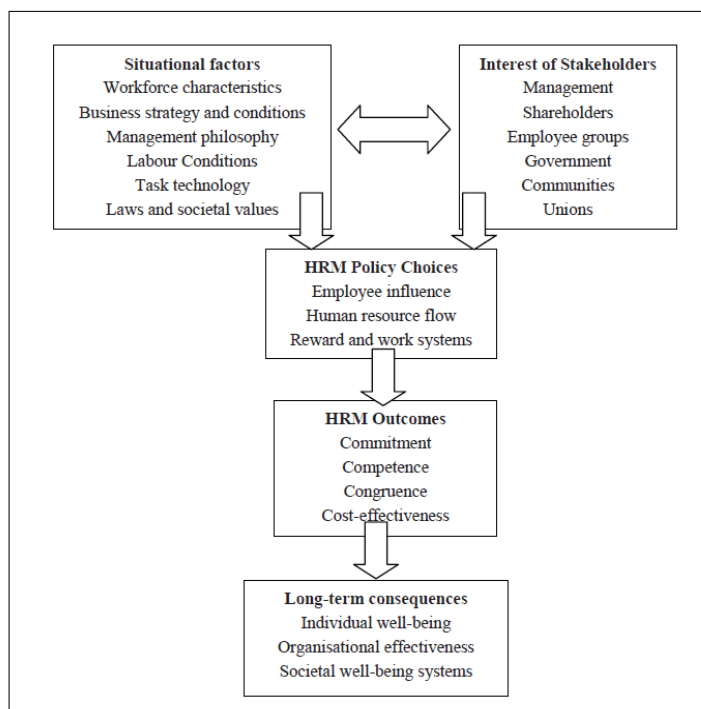 Situational factors
Workforce characteristics
Business strategy and conditions
Management philosophy
Labour Conditions
Task technology
Laws and societal values
Interest of Stakeholders
Management
Shareholders
Employee groups
Government
Communities
Unions
HRM Policy Choices
Employee influence
Human resource flow
Reward and work systems
HRM Outcomes
Commitment
Competence
Congruence
Cost-effectiveness
Long-term consequences
Individual well-being
Organisational effectiveness
Societal well-being systems